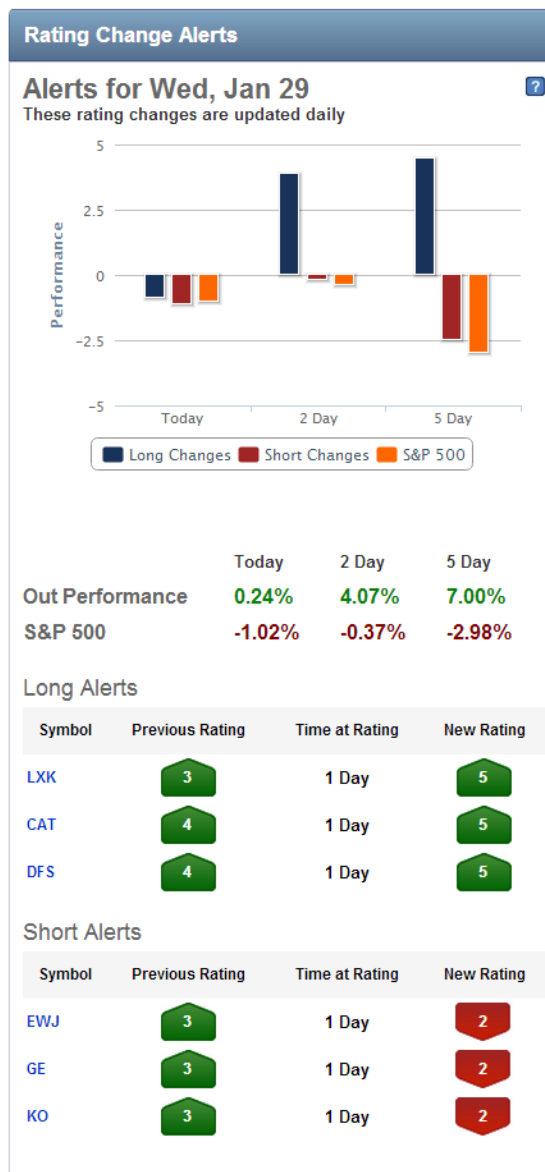 Rating Change Alerts
Alerts for Wed, Jan 29
?
These rating changes are updated daily
5
2.5
0
−2.5
−5
Performance
Today 2 Day 5 Day
Long Changes Short Changes S&P 500
Today 2 Day 5 Day
Out Performance 0.24% 4.07% 7.00%
S&P 500 -1.02% -0.37% -2.98%
Long Alerts
Symbol Previous Rating Time at Rating New Rating
LXK 3 1 Day 5
CAT 4 1 Day 5
DFS 4 1 Day 5
Short Alerts
Symbol Previous Rating Time at Rating New Rating
EWJ 3 1 Day 2
GE 3 1 Day 2
KO 3 1 Day 2